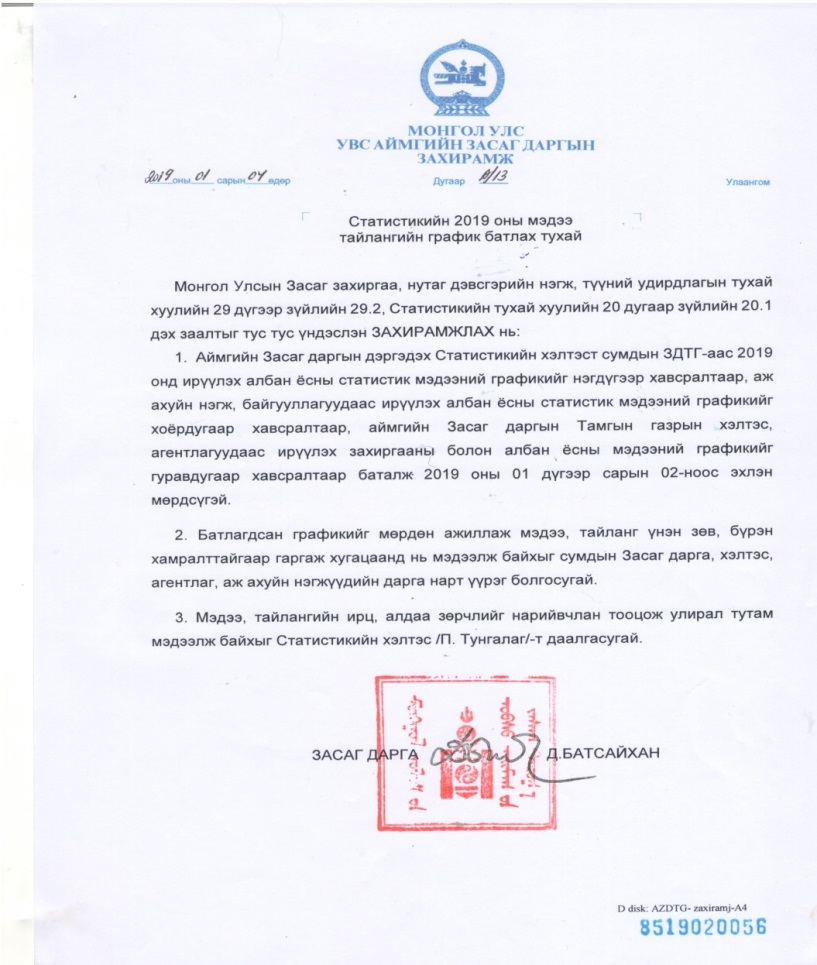 МОНГОЛ УЛС
УВС АЙМГИЙН ЗАСАГ ДАРГЫН
ЗАХИРАМЖ
2019 оны 01 сарын 04 өдөр Дугаар А/13 Улаангом
Статистикийн 2019 оны мэдээ
тайлангийн график батлах тухай
Монгол Улсын Засаг захиргаа, нутаг дэвсгэрийн нэгж, түүний удирдлагын тухай
хуулийн 29 дүгээр зүйлийн 29.2, Статистикийн тухай хуулийн 20 дугаар зүйлийн 20.1
дэх заалтыг тус тус үндэслэн ЗАХИРАМЖЛАХ нь:
1. Аймгийн Засаг даргын дэргэдэх Статистикийн хэлтэст сумдын ЗДТГ-аас 2019
онд ирүүлэх албан ёсны статистик мэдээний графикийг нэгдүгээр хавсралтаар, аж
ахуйн нэгж, байгууллагуудаас ирүүлэх албан ёсны статистик мэдээний графикийг
хоёрдугаар хавсралтаар, аймгийн Засаг даргын Тамгын газрын хэлтэс,
агентлагуудаас ирүүлэх захиргааны болон албан ёсны мэдээний графикийг
гуравдугаар хавсралтаар баталж 2019 оны 01 дүгээр сарын 02-ноос эхлэн
мөрдсүгэй.
2. Батлагдсан графикийг мөрдөн ажиллаж мэдээ, тайланг үнэн зөв, бүрэн
хамралттайгаар гаргаж хугацаанд нь мэдээлж байхыг сумдын Засаг дарга, хэлтэс,
агентлаг, аж ахуйн нэгжүүдийн дарга нарт үүрэг болгосугай.
3. Мэдээ, тайлангийн ирц, алдаа зөрчлийг нарийвчлан тооцож улирал тутам
мэдээлж байхыг Статистикийн хэлтэс /П. Тунгалаг/-т даалгасугай.
ЗАСАГ ДАРГА Д.БАТСАЙХАН
D disk: AZDTG- zaxiramj-A4
8519020056